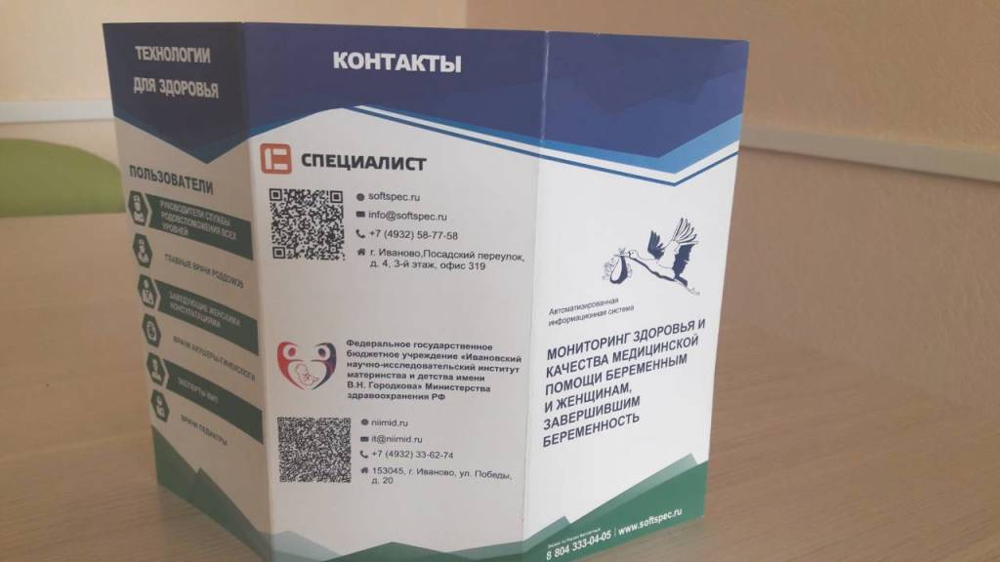 ТЕХНОЛОГИИ
ДЛЯ ЗДОРОВЬЯ
ПОЛЬЗОВАТЕЛИ
РУКОВОДИТЕЛИ СЛУЖБЫ
РОДОВСПОМОЖЕНИЯ ВСЕХ
УРОВНЕЙ
ГЛАВНЫЕ ВРАЧИ РОДДОМОВ
ЗАВЕДУЮЩИЕ ЖЕНСКИМИ
КОНСУЛЬТАЦИЯМИ
ВРАЧИ АКУШЕРЫ-ГИНЕКОЛОГИ
ЭКСПЕРТЫ
ВРАЧИ ПЕДИАТРЫ
КОНТАКТЫ
СПЕЦИАЛИСТ
softspec.ru
info@softspec.ru
+7 (4932) 58-77-58
г. Иваново,Посадский переулок,
д. 4, 3-й этаж, офис 319
Федеральное государственное
бюджетное учреждение «Ивановский
научно-исследовательский институт
материнства и детства имени
В.Н. Городкова» Министерства
здравоохранения РФ
niimid.ru
it@niimid.ru
+7 (4932) 33-62-74
153045, г. Иваново, ул. Победы,
д. 20
Автоматизированная
информационная система
МОНИТОРИНГ ЗДОРОВЬЯ И
КАЧЕСТВА МЕДИЦИНСКОЙ
ПОМОЩИ БЕРЕМЕННЫМ
И ЖЕНЩИНАМ,
ЗАВЕРШИВШИМ
БЕРЕМЕННОСТЬ
8 804 333-04-05 | www.softspec.ru